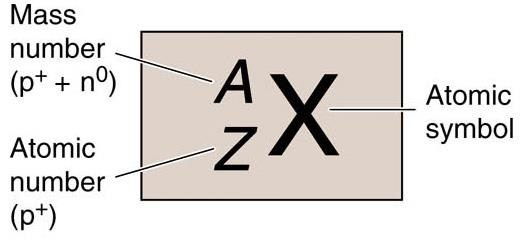 Mass
number
(p⁺ + n⁰)
A
Z
X
Atomic
symbol
Atomic
number
(p⁺)